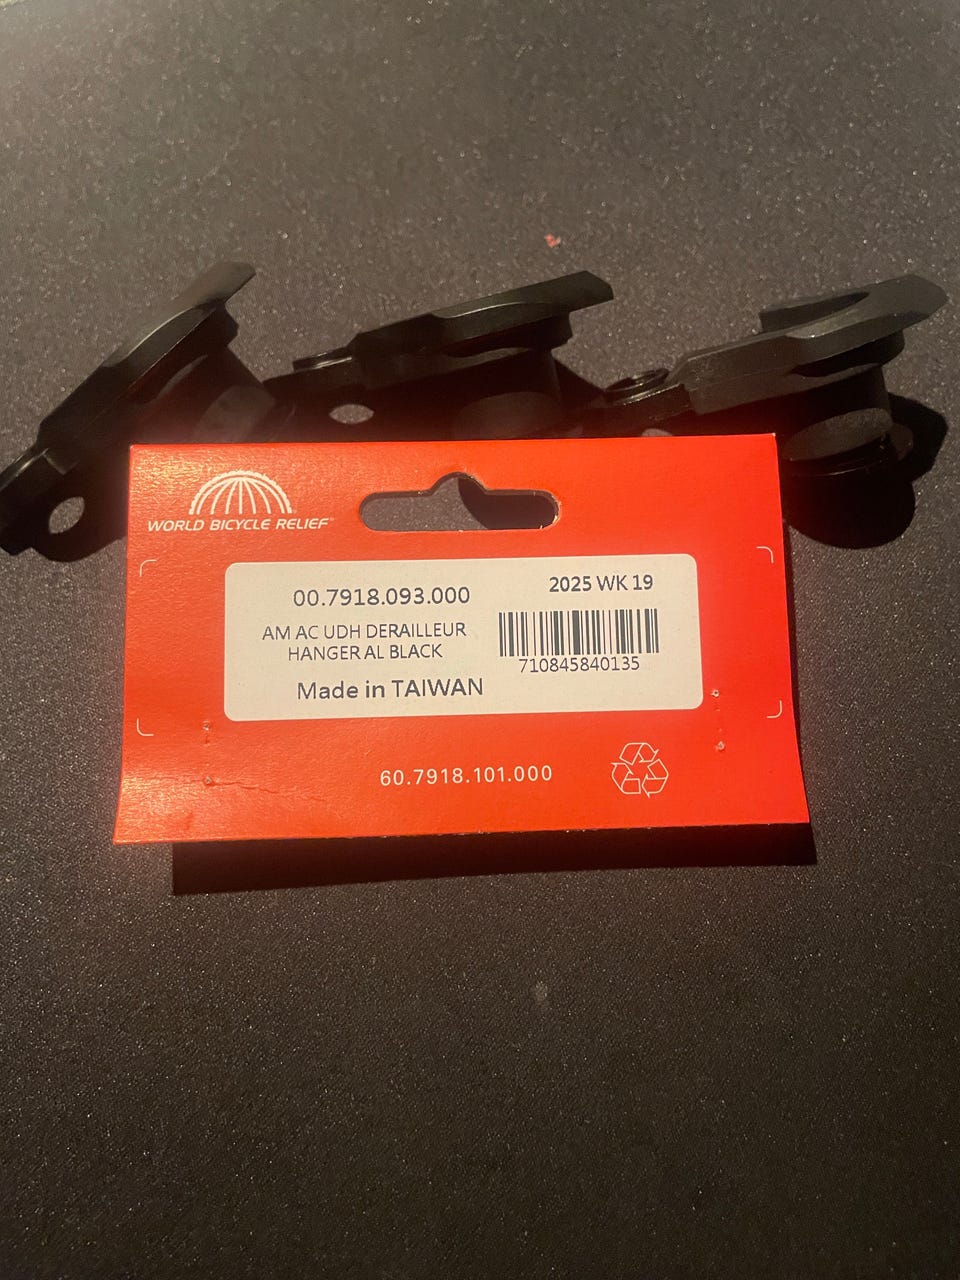 WORLD BICYCLE RELIEF
00.7918.093.000
2025 WK 19
AM AC UDH DERAILLEUR
HANGER AL BLACK
710845840135
Made in TAIWAN
60.7918.101.000